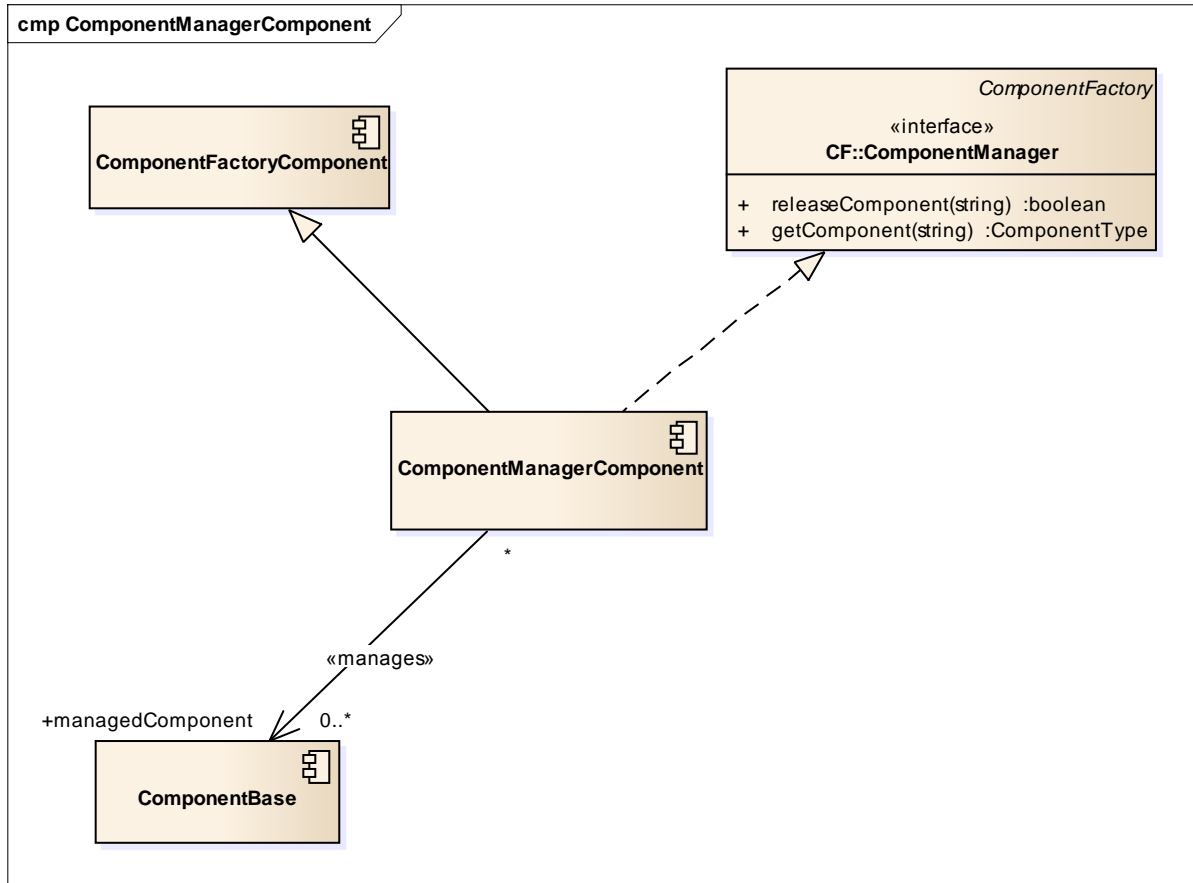 cmp ComponentManagerComponent
ComponentFactory
«interface»
CF::ComponentManager
+ releaseComponent(string) :boolean
+ getComponent(string) :ComponentType
ComponentFactoryComponent
ComponentManagerComponent
*
«manages»
+managedComponent 0..*
ComponentBase